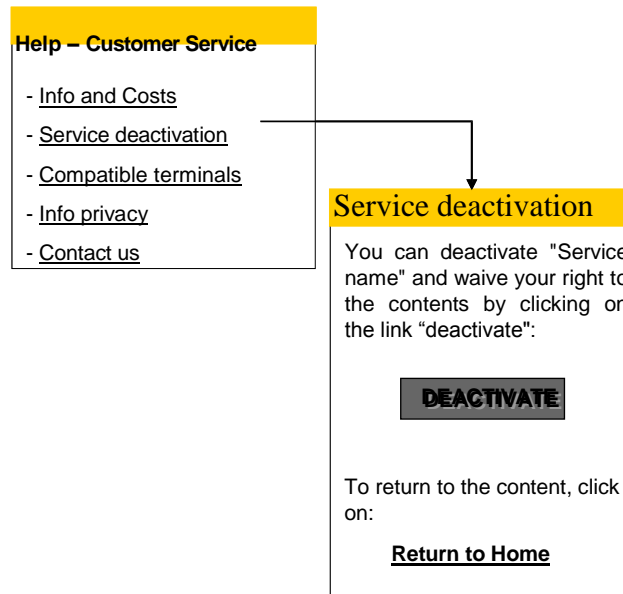 Help – Customer Service
- Info and Costs
- Service deactivation
- Compatible terminals
- Info privacy
- Contact us
Service deactivation
You can deactivate "Service
name" and waive your right to
the contents by clicking on
the link “deactivate":
DEACTIVATE
To return to the content, click
on:
Return to Home